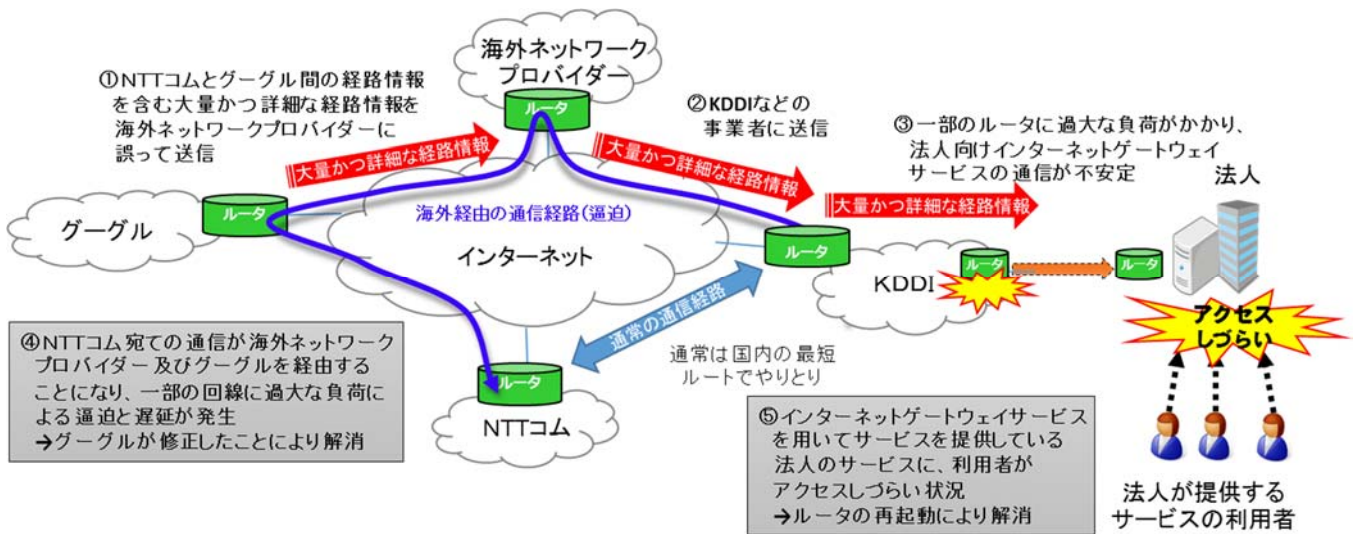 海外ネットワーク
プロバイダー
ルータ
①NTTコムとグーグル間の経路情報
を含む大量かつ詳細な経路情報を
海外ネットワークプロバイダーに
誤って送信
②KDDIなどの
事業者に送信
③一部のルータに過大な負荷がかかり、
法人向けインターネットゲートウェイ
サービスの通信が不安定
大量かつ詳細な経路情報
大量かつ詳細な経路情報
大量かつ詳細な経路情報
法人
グーグル
ルータ
海外経由の通信経路(逼迫)
インターネット
ルータ
KDDI
ルータ
ルータ
アクセス
しづらい
通常の通信経路
通常は国内の最短
ルートでやりとり
ルータ
NTTコム
④NTTコム宛ての通信が海外ネットワーク
プロバイダー及びグーグルを経由する
ことになり、一部の回線に過大な負荷に
よる逼迫と遅延が発生
→グーグルが修正したことにより解消
⑤インターネットゲートウェイサービス
を用いてサービスを提供している
法人のサービスに、利用者が
アクセスしづらい状況
→ルータの再起動により解消
法人が提供する
サービスの利用者